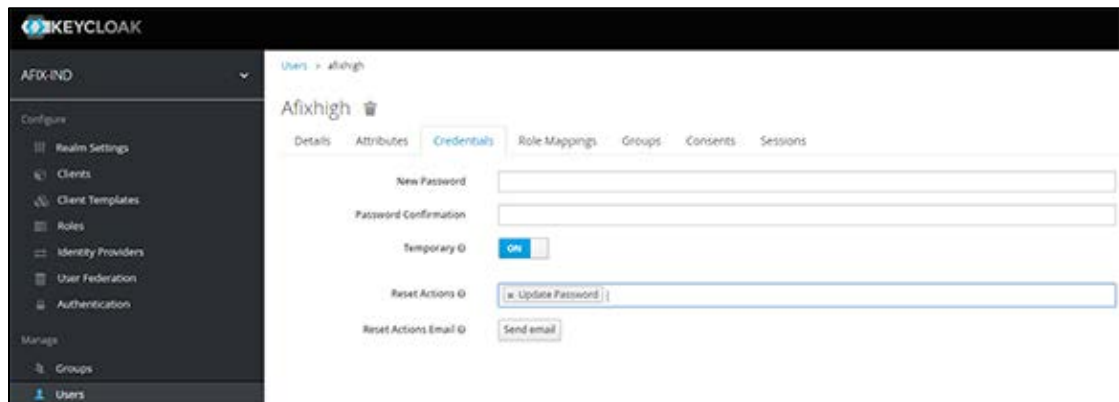 KEYCLOAK
AFIX-IND
Configure
Realm Settings
Clients
Client Templates
Roles
Identity Providers
User Federation
Authentication
Manage
Groups
Users
Users > afixhigh
Afixhigh
Details Attributes Credentials Role Mappings Groups Consents Sessions
New Password
Password Confirmation
Temporary ON
Reset Actions × Update Password
Reset Actions Email Send email